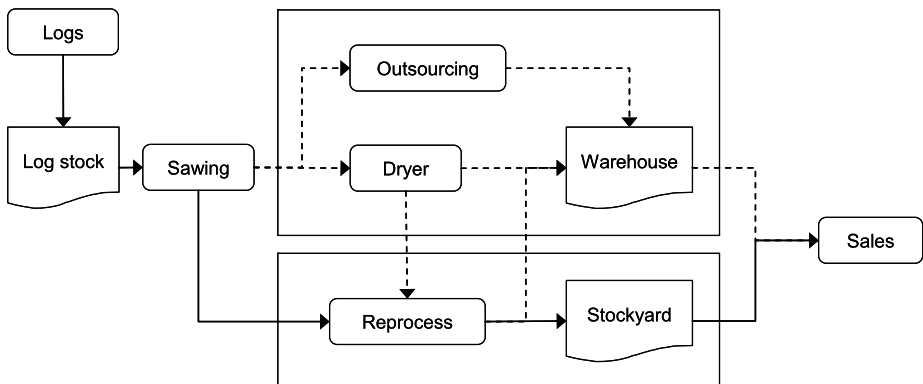 Logs
Outsourcing
Log stock
Sawing
Dryer
Warehouse
Sales
Reprocess
Stockyard